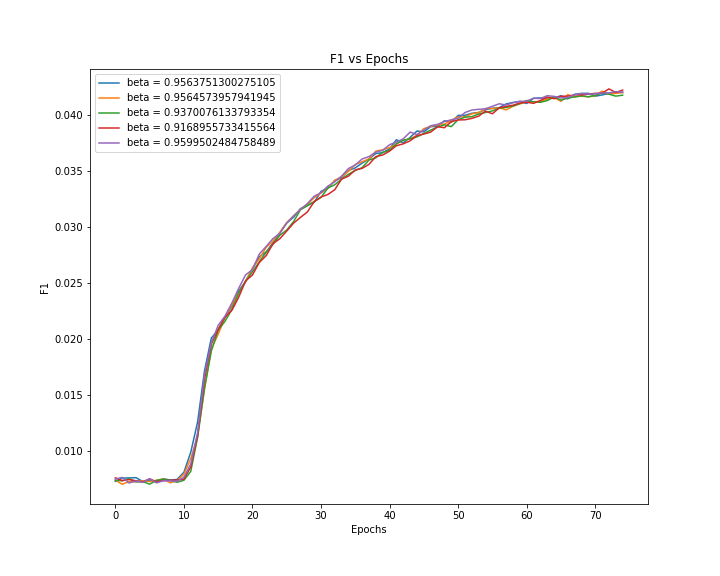 F1 vs Epochs
beta = 0.9563751300275105
beta = 0.9564573957941945
beta = 0.9370076133793354
beta = 0.9168955733415564
beta = 0.9599502484758489
0.040
0.035
0.030
0.025
0.020
0.015
0.010
F1
0 10 20 30 40 50 60 70
Epochs